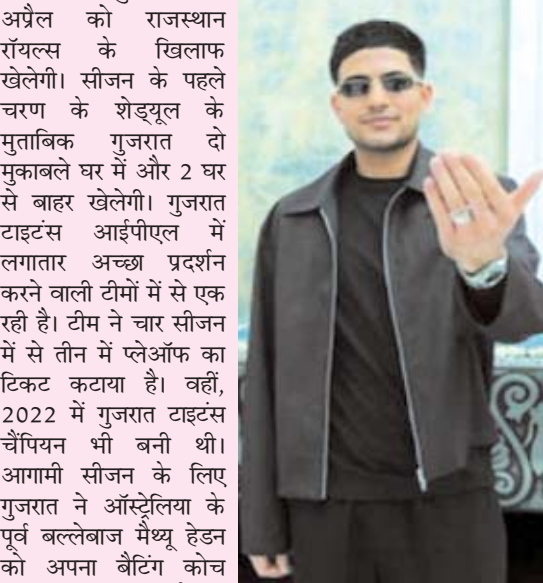 अप्रैल को राजस्थान
रॉयल्स के खिलाफ
खेलेगी। सीजन के पहले
चरण के शेड्यूल के
मुताबिक गुजरात दो
मुकाबले घर में और 2 घर
से बाहर खेलेगी। गुजरात
टाइटंस आईपीएल में
लगातार अच्छा प्रदर्शन
करने वाली टीमों में से एक
रही है। टीम ने चार सीजन
में से तीन में प्लेऑफ का
टिकट कटाया है। वहीं,
2022 में गुजरात टाइटंस
चैंपियन भी बनी थी।
आगामी सीजन के लिए
गुजरात ने ऑस्ट्रेलिया के
पूर्व बल्लेबाज मैथ्यू हेडन
को अपना बैटिंग कोच